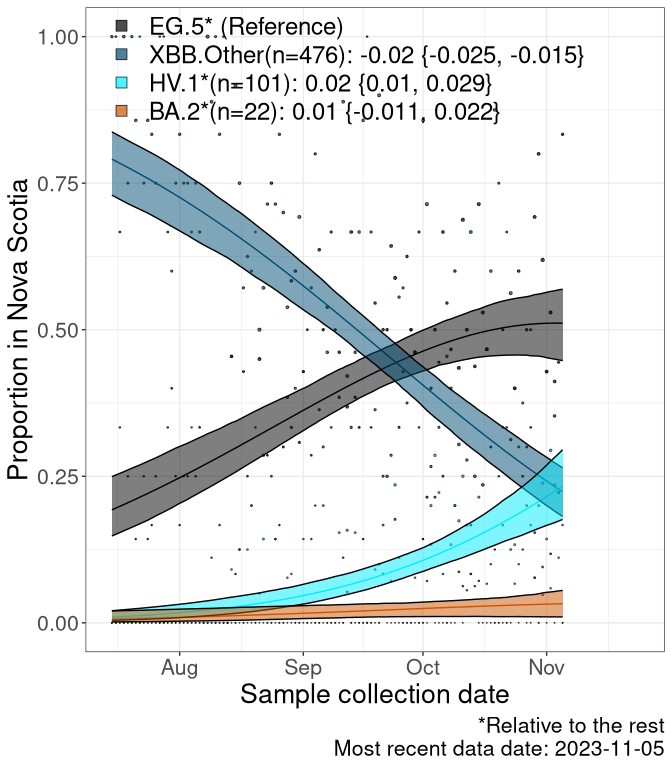 EG.5* (Reference)
XBB.Other(n=476): -0.02 {-0.025, -0.015}
HV.1*(n=101): 0.02 {0.01, 0.029}
BA.2*(n=22): 0.01 {-0.011, 0.022}
1.00
0.75
0.50
0.25
0.00
Proportion in Nova Scotia
Aug Sep Oct Nov
Sample collection date
*Relative to the rest
Most recent data date: 2023-11-05